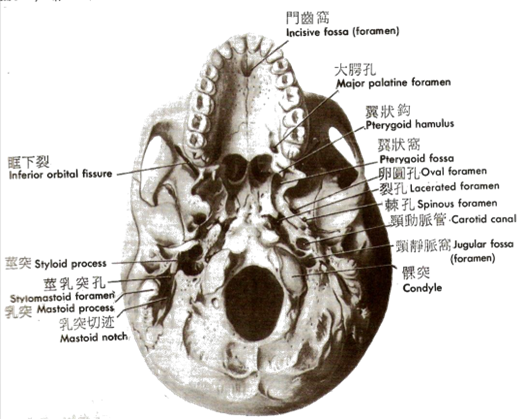 門齒窩
Incisive fossa (foramen)
大腭孔
Major palatine foramen
翼狀鈎
Pterygoid hamulus
翼狀窩
Pterygoid fossa
卵圓孔 Oval foramen
裂孔 Lacerated foramen
棘孔 Spinous foramen
頸動脈管 Carotid canal
頸靜脈窩 Jugular fossa
(foramen)
髁突
Condyle
眶下裂
Inferior orbital fissure
莖突 Styloid process
莖乳突孔
Stylomastoid foramen
乳突 Mastoid process
乳突切迹
Mastoid notch